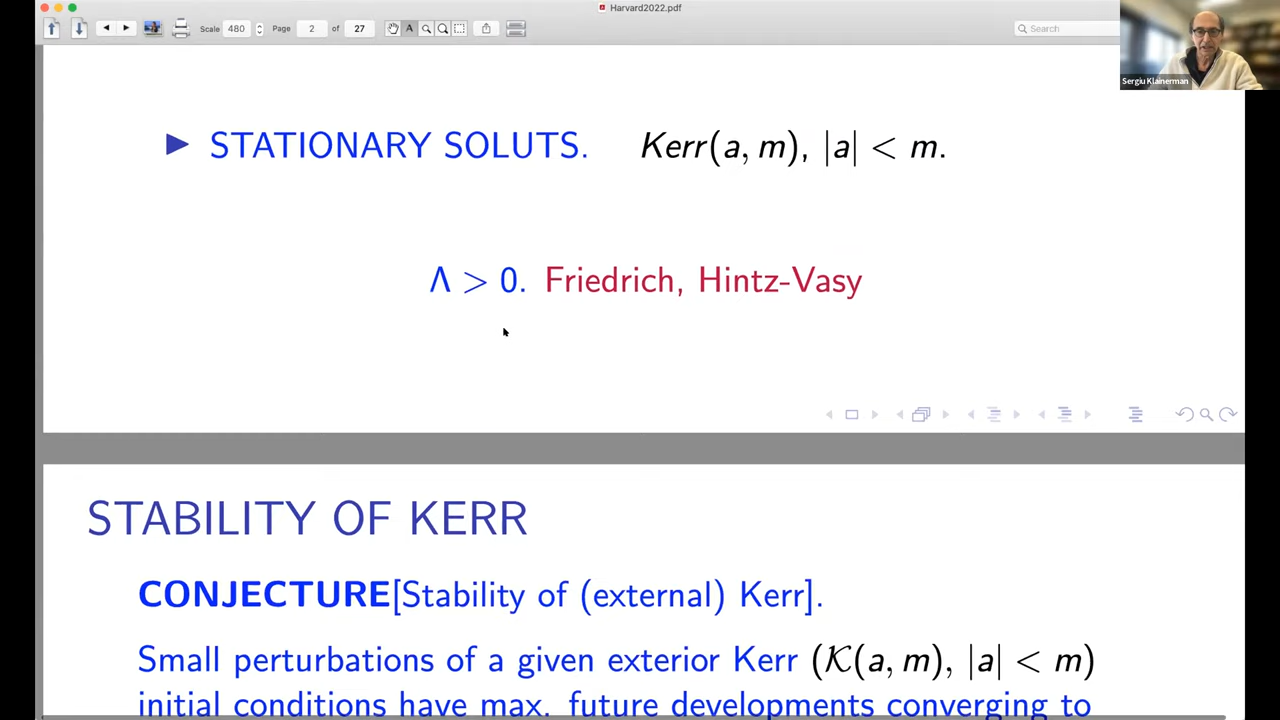 Harvard2022.pdf
Scale 480 Page 2 of 27 A Search
Sergiu Klainerman
STATIONARY SOLUTS. Kerr(a, m), |a| < m.
Λ > 0. Friedrich, Hintz-Vasy
STABILITY OF KERR
CONJECTURE[Stability of (external) Kerr].
Small perturbations of a given exterior Kerr (𝒦(a, m), |a| < m)
initial conditions have max. future developments converging to